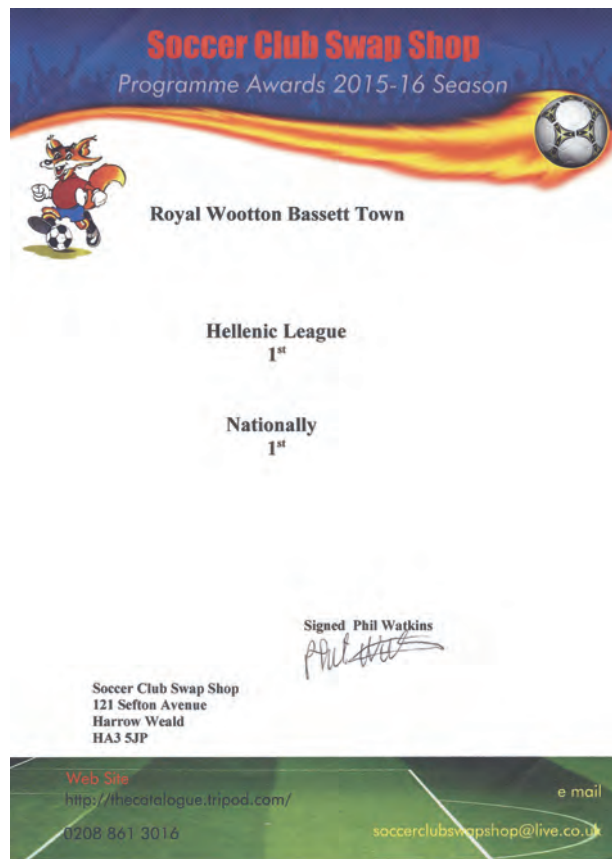 Soccer Club Swap Shop
Programme Awards 2015-16 Season
Royal Wootton Bassett Town
Hellenic League
1st
Nationally
1st
Signed Phil Watkins
Soccer Club Swap Shop
121 Sefton Avenue
Harrow Weald
HA3 5JP
Web Site
http://thecatalogue.tripod.com/
e mail
0208 861 3016
soccerclubswapshop@live.co.uk